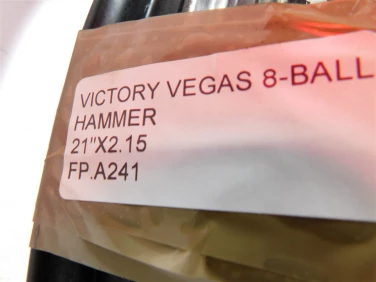 VICTORY VEGAS 8-BALL
HAMMER
21"X2.15
FP.A241